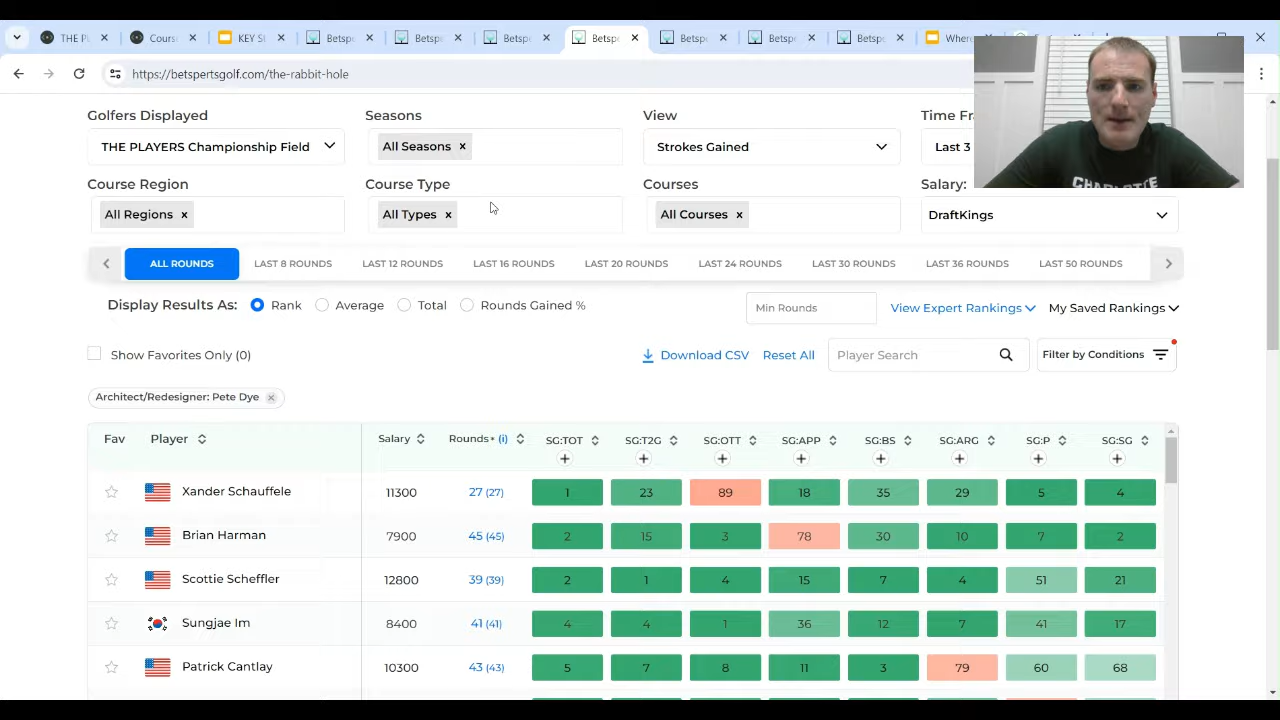 THE PL
Cours
KEY S
Betsp
Betsp
Betsp
Betsp
Betsp
Betsp
Betsp
Wher
https://betspertsgolf.com/the-rabbit-hole
Golfers Displayed Seasons View Time Fr
THE PLAYERS Championship Field All Seasons × Strokes Gained Last 3
Course Region Course Type Courses Salary:
All Regions × All Types × All Courses × DraftKings
ALL ROUNDS LAST 8 ROUNDS LAST 12 ROUNDS LAST 16 ROUNDS LAST 20 ROUNDS LAST 24 ROUNDS LAST 30 ROUNDS LAST 36 ROUNDS LAST 50 ROUNDS
Display Results As: Rank Average Total Rounds Gained % Min Rounds View Expert Rankings My Saved Rankings
Show Favorites Only (0) Download CSV Reset All Player Search Filter by Conditions
Architect/Redesigner: Pete Dye ×
Fav Player Salary Rounds* (i) SG:TOT SG:T2G SG:OTT SG:APP SG:BS SG:ARG SG:P SG:SG
+ + + + + + + +
Xander Schauffele 11300 27 (27) 1 23 89 18 35 29 5 4
Brian Harman 7900 45 (45) 2 15 3 78 30 10 7 2
Scottie Scheffler 12800 39 (39) 2 1 4 15 7 4 51 21
Sungjae Im 8400 41 (41) 4 4 1 36 12 7 41 17
Patrick Cantlay 10300 43 (43) 5 7 8 11 3 79 60 68
CHARLOTTE